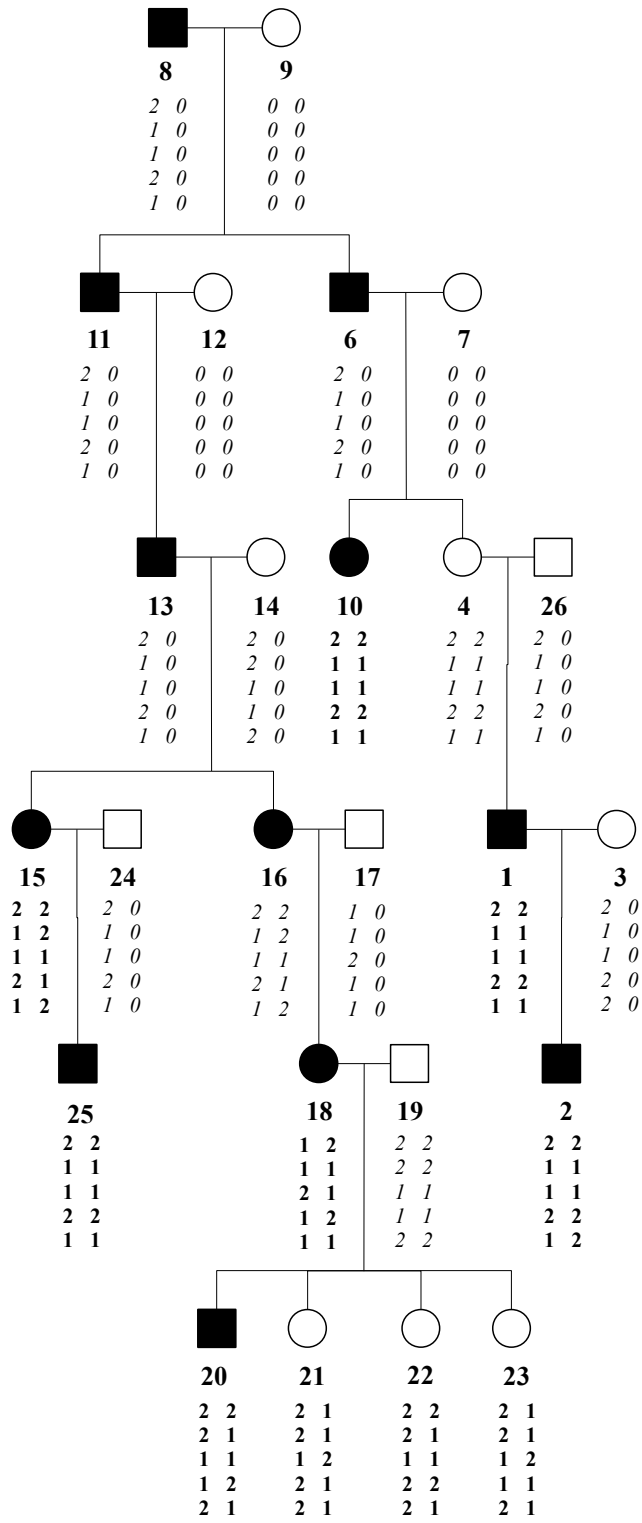 8 9
2 0 0 0
1 0 0 0
1 0 0 0
2 0 0 0
1 0 0 0
11 12 6 7
2 0 0 0 2 0 0 0
1 0 0 0 1 0 0 0
1 0 0 0 1 0 0 0
2 0 0 0 2 0 0 0
1 0 0 0 1 0 0 0
13 14 10 4 26
2 0 2 0 2 2 2 2 2 0
1 0 2 0 1 1 1 1 1 0
1 0 1 0 1 1 1 1 1 0
2 0 1 0 2 2 2 2 2 0
1 0 2 0 1 1 1 1 1 0
15 24 16 17 1 3
2 2 2 0 2 2 1 0 2 2 2 0
1 2 1 0 1 2 1 0 1 1 1 0
1 1 1 0 1 1 2 0 1 1 1 0
2 1 2 0 2 1 1 0 2 2 2 0
1 2 1 0 1 2 1 0 1 1 2 0
25 18 19 2
2 2 1 2 2 2 2 2
1 1 1 1 2 2 1 1
1 1 2 1 1 1 1 1
2 2 1 2 1 1 2 2
1 1 1 1 2 2 1 2
20 21 22 23
2 2 2 1 2 2 2 1
2 1 2 1 2 1 2 1
1 1 1 2 1 1 1 2
1 2 2 1 2 2 1 1
2 1 2 1 2 1 2 1